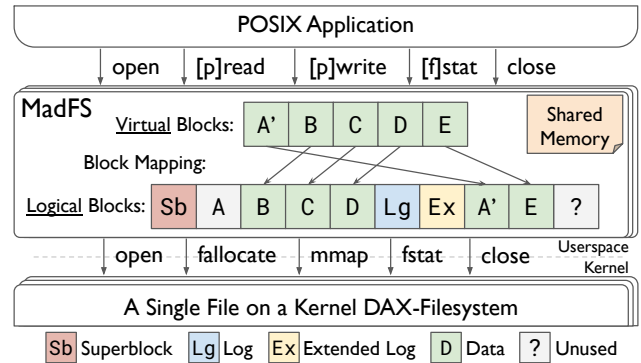 POSIX Application
open [p]read [p]write [f]stat close
MadFS
Virtual Blocks: A' B C D E
Shared
Memory
Block Mapping:
Logical Blocks: Sb A B C D Lg Ex A' E ?
open fallocate mmap fstat close
Userspace
Kernel
A Single File on a Kernel DAX-Filesystem
Sb Superblock Lg Log Ex Extended Log D Data ? Unused